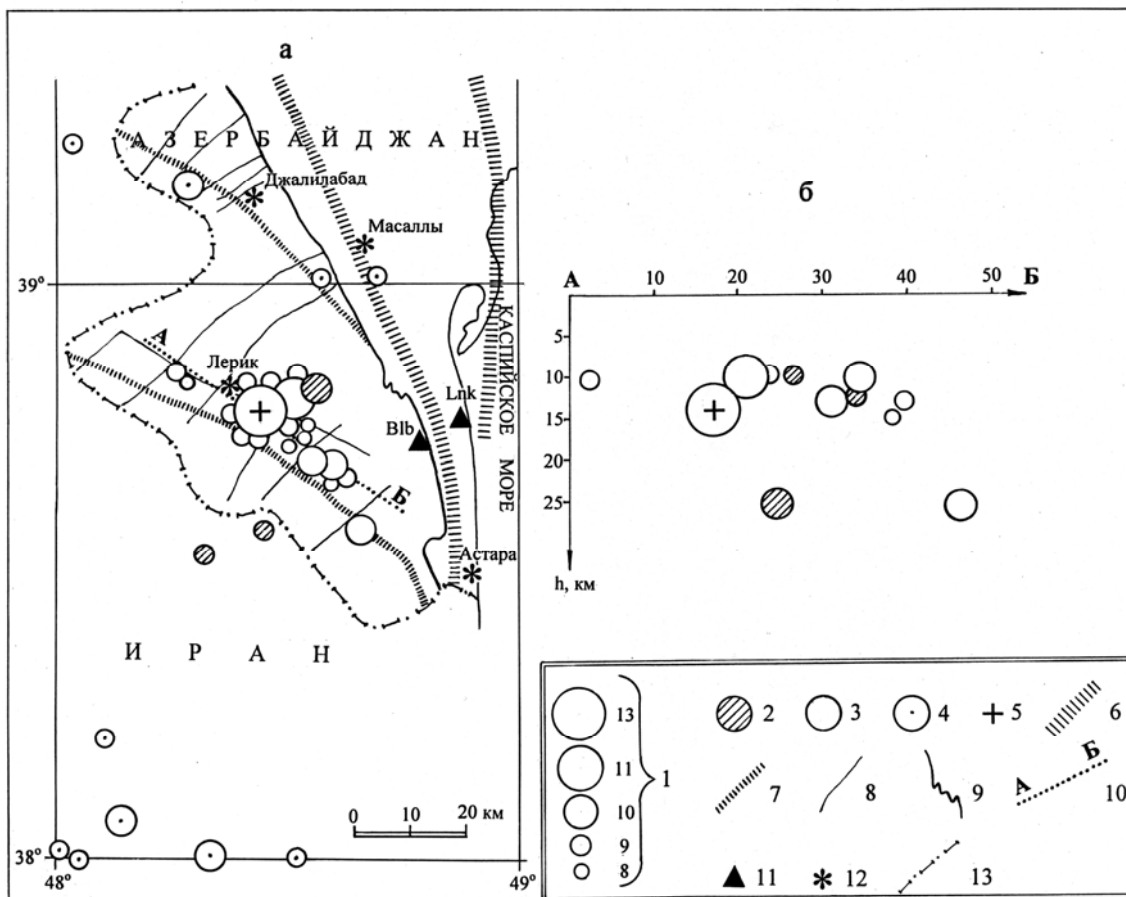 а
А З Е Р Б А Й Д Ж А Н
Джалилабад
Масаллы
39°
А
Лерик
КАСПИЙСКОЕ МОРЕ
Lnk
Blb
Б
Астара
И Р А Н
0 10 20 км
38°
48°
49°
б
А 10 20 30 40 50 Б
5
10
15
20
25
h, км
13
11
10
9
8
1
2
3
4
5
6
7
8
9
А Б
10
11
12
13